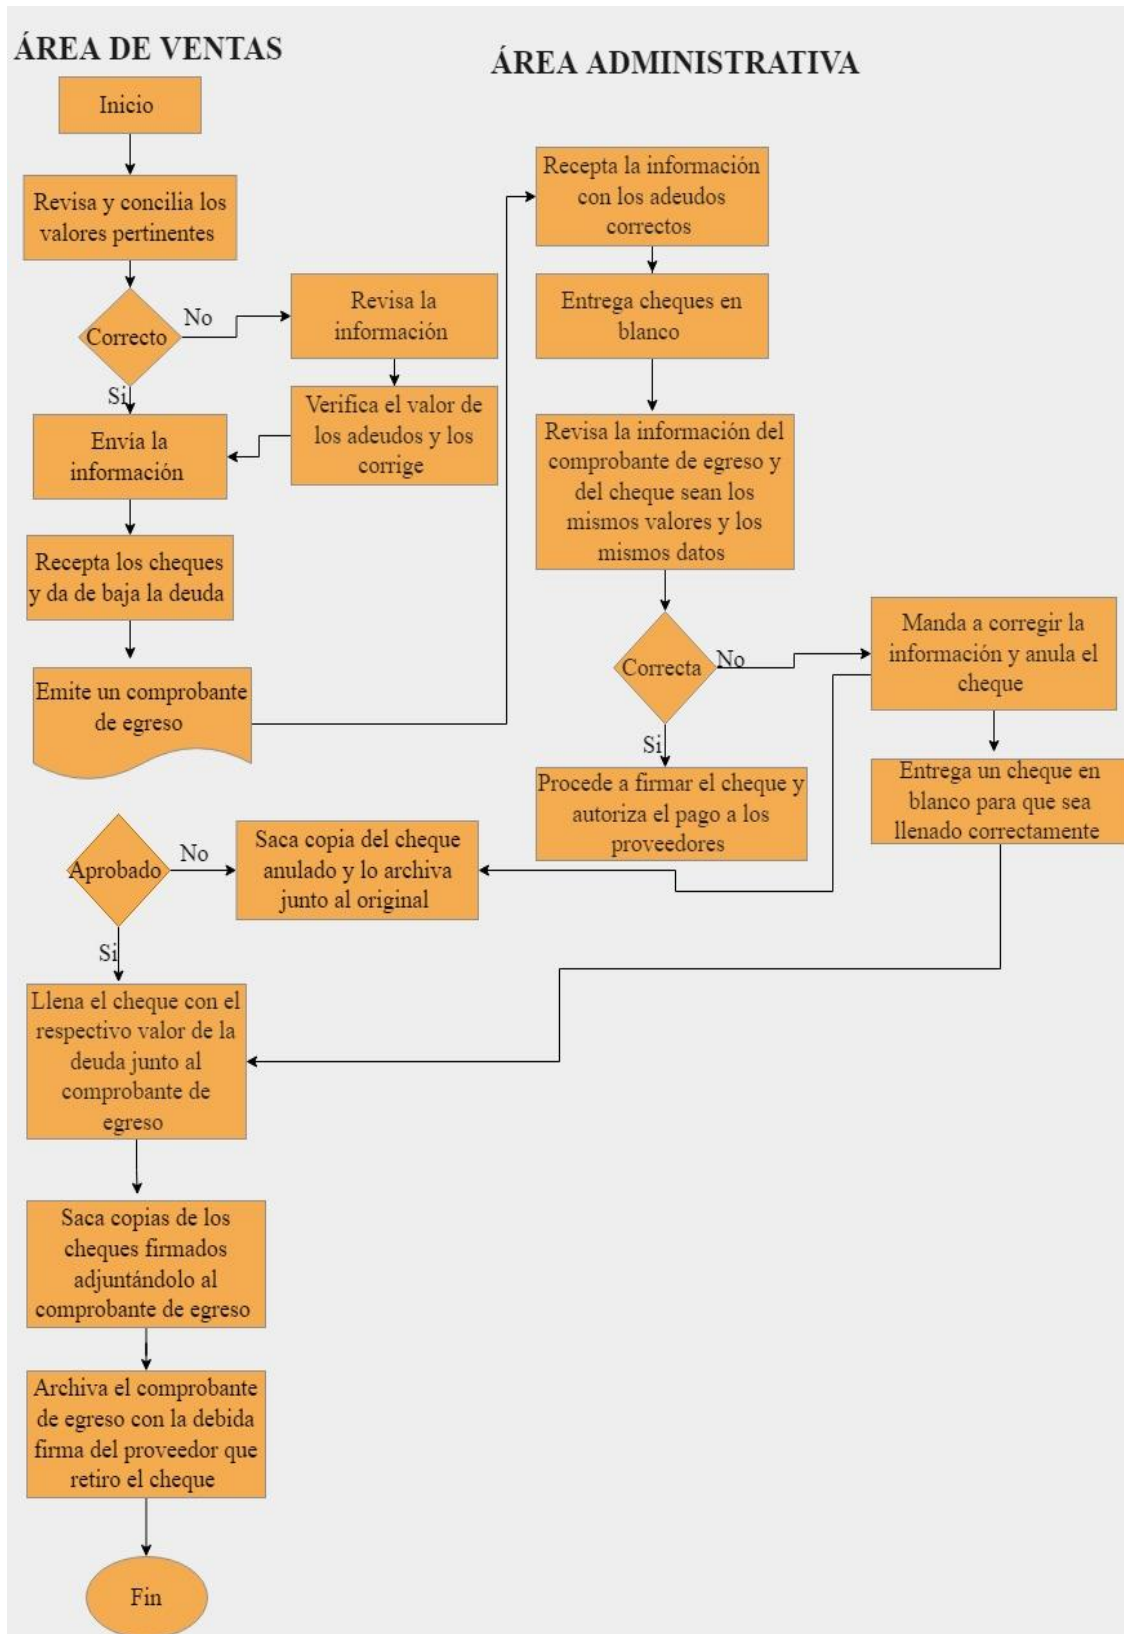 ÁREA DE VENTAS
Inicio
Revisa y concilia los
valores pertinentes
Correcto
No
Si
Revisa la
información
Verifica el valor de
los adeudos y los
corrige
Envía la
información
Recepta los cheques
y da de baja la deuda
Emite un comprobante
de egreso
ÁREA ADMINISTRATIVA
Recepta la información
con los adeudos
correctos
Entrega cheques en
blanco
Revisa la información del
comprobante de egreso y
del cheque sean los
mismos valores y los
mismos datos
Correcta
No
Si
Manda a corregir la
información y anula el
cheque
Entrega un cheque en
blanco para que sea
llenado correctamente
Procede a firmar el cheque y
autoriza el pago a los
proveedores
Aprobado
No
Si
Saca copia del cheque
anulado y lo archiva
junto al original
Llena el cheque con el
respectivo valor de la
deuda junto al
comprobante de
egreso
Saca copias de los
cheques firmados
adjuntándolo al
comprobante de egreso
Archiva el comprobante
de egreso con la debida
firma del proveedor que
retiro el cheque
Fin